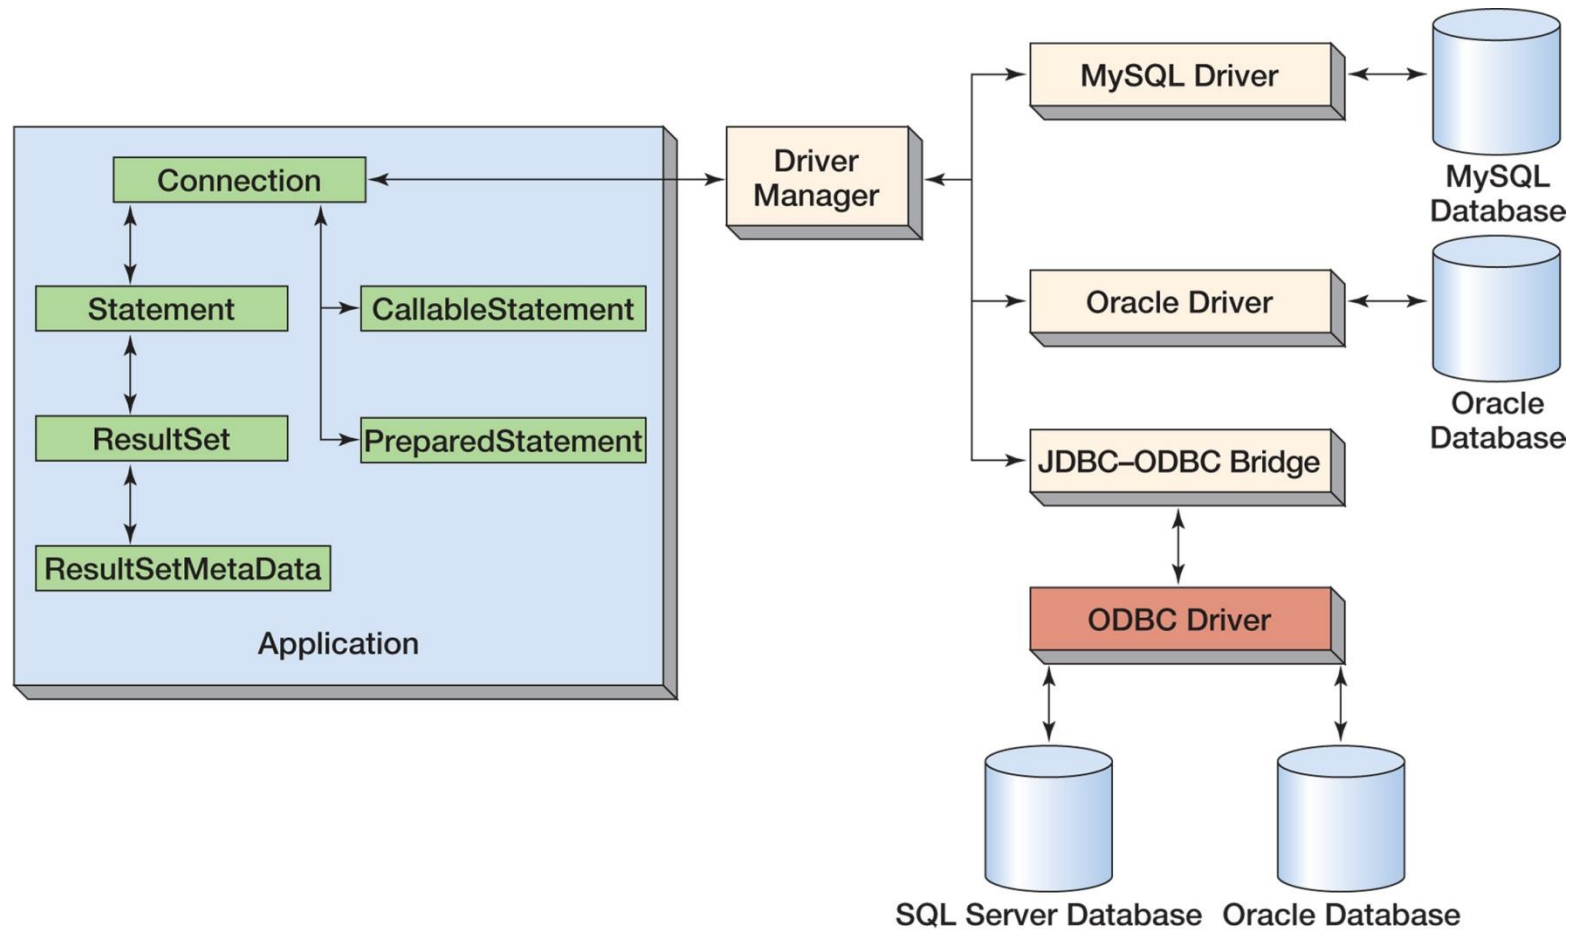 Connection
Statement
CallableStatement
ResultSet
PreparedStatement
ResultSetMetaData
Application
Driver
Manager
MySQL Driver
MySQL
Database
Oracle Driver
Oracle
Database
JDBC–ODBC Bridge
ODBC Driver
SQL Server Database
Oracle Database